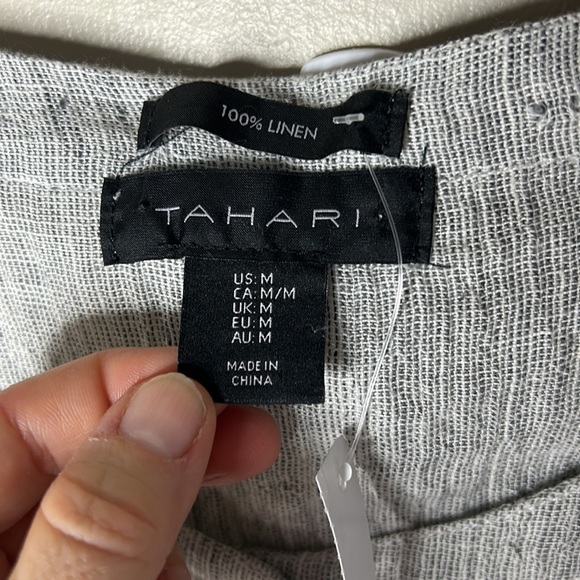 100% LINEN
TAHARI
US: M
CA: M/M
UK: M
EU: M
AU: M
MADE IN
CHINA